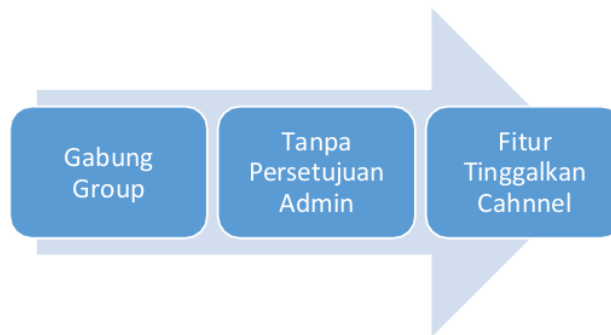 Gabung
Group
Tanpa
Persetujuan
Admin
Fitur
Tinggalkan
Cahnnel